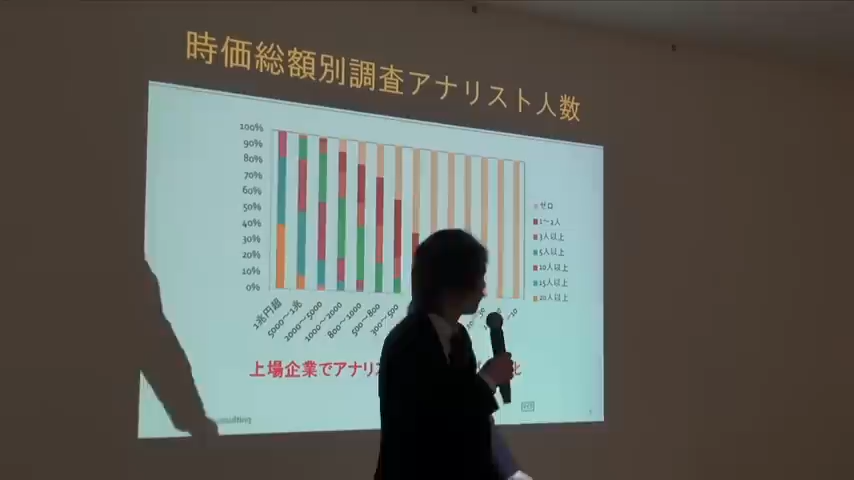 時価総額別調査アナリスト人数
100%
90%
80%
70%
60%
50%
40%
30%
20%
10%
0%
ゼロ
1〜2人
3人以上
5人以上
10人以上
15人以上
20人以上
1兆円超
5000〜1兆
2000〜5000
1000〜2000
800〜1000
500〜800
300〜500
上場企業でアナリ